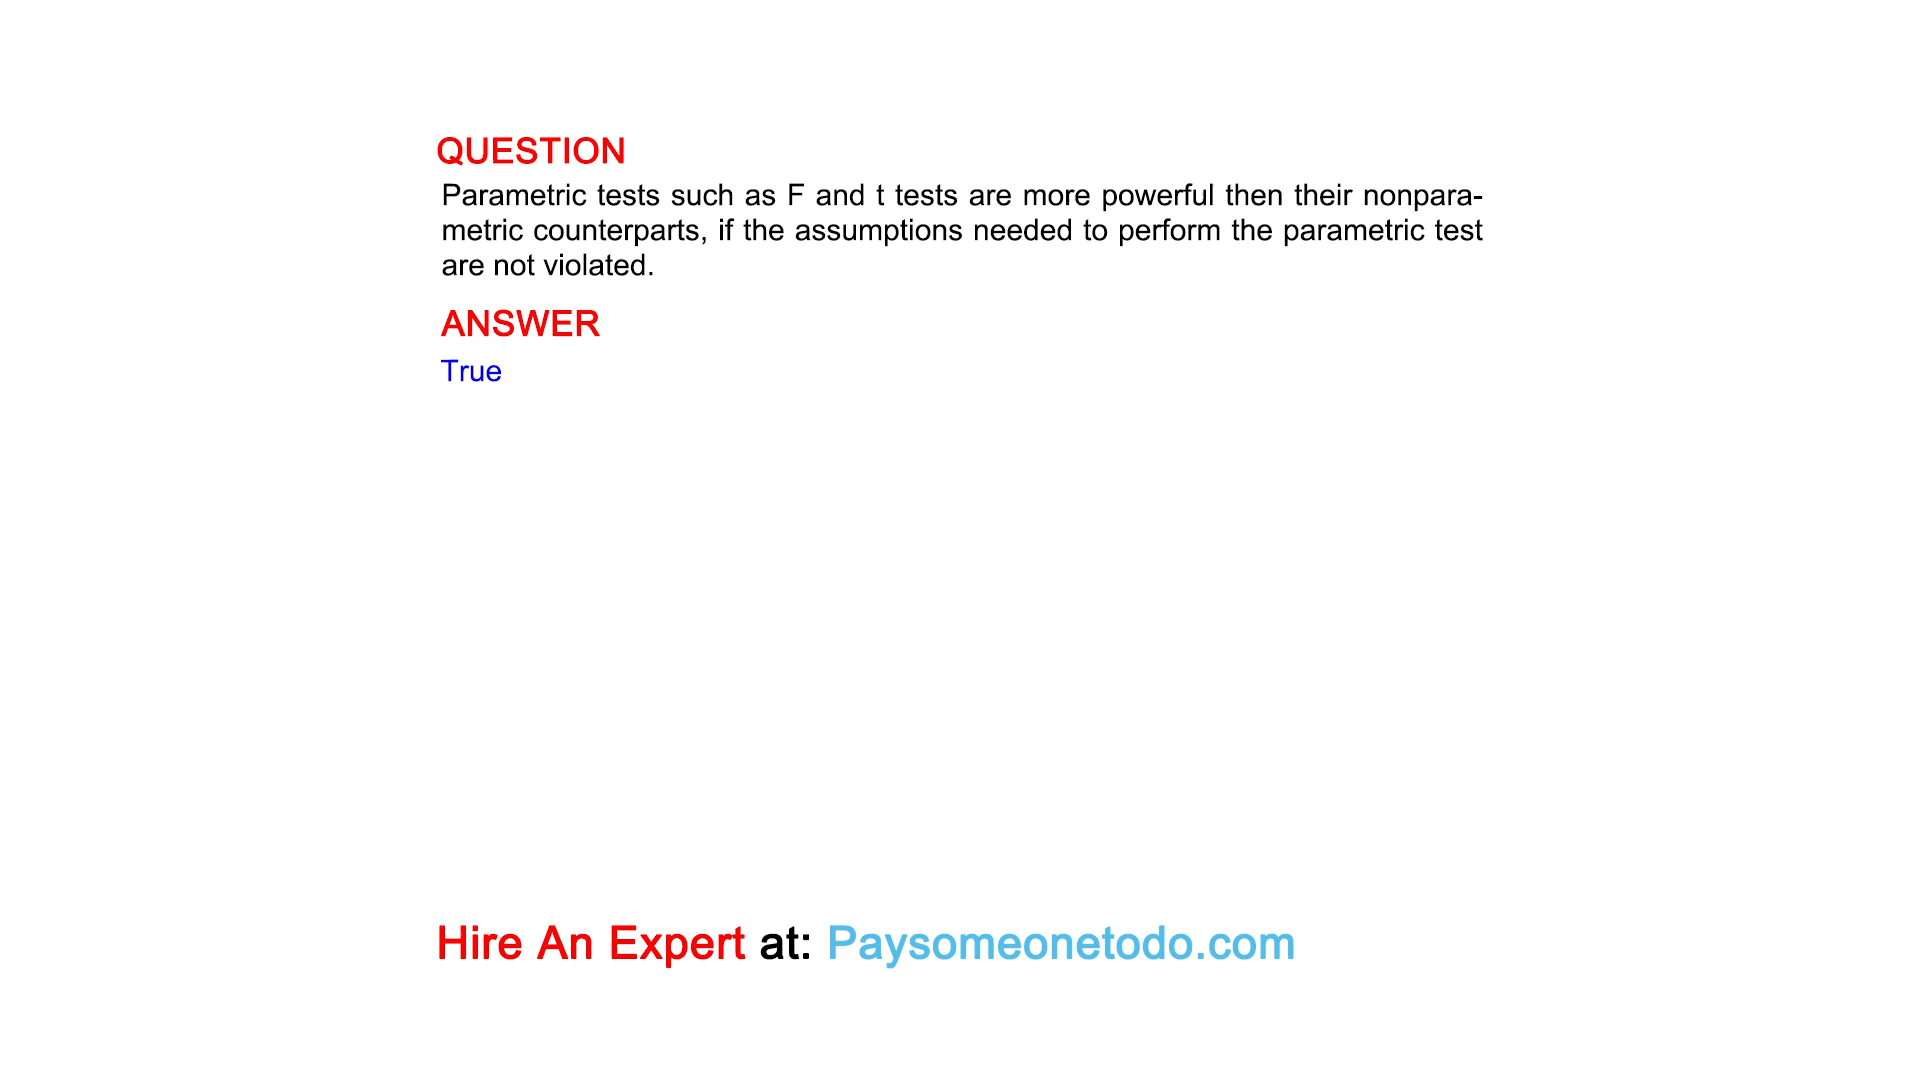 QUESTION
Parametric tests such as F and t tests are more powerful then their nonpara-
metric counterparts, if the assumptions needed to perform the parametric test
are not violated.
ANSWER
True
Hire An Expert at: Paysomeonetodo.com